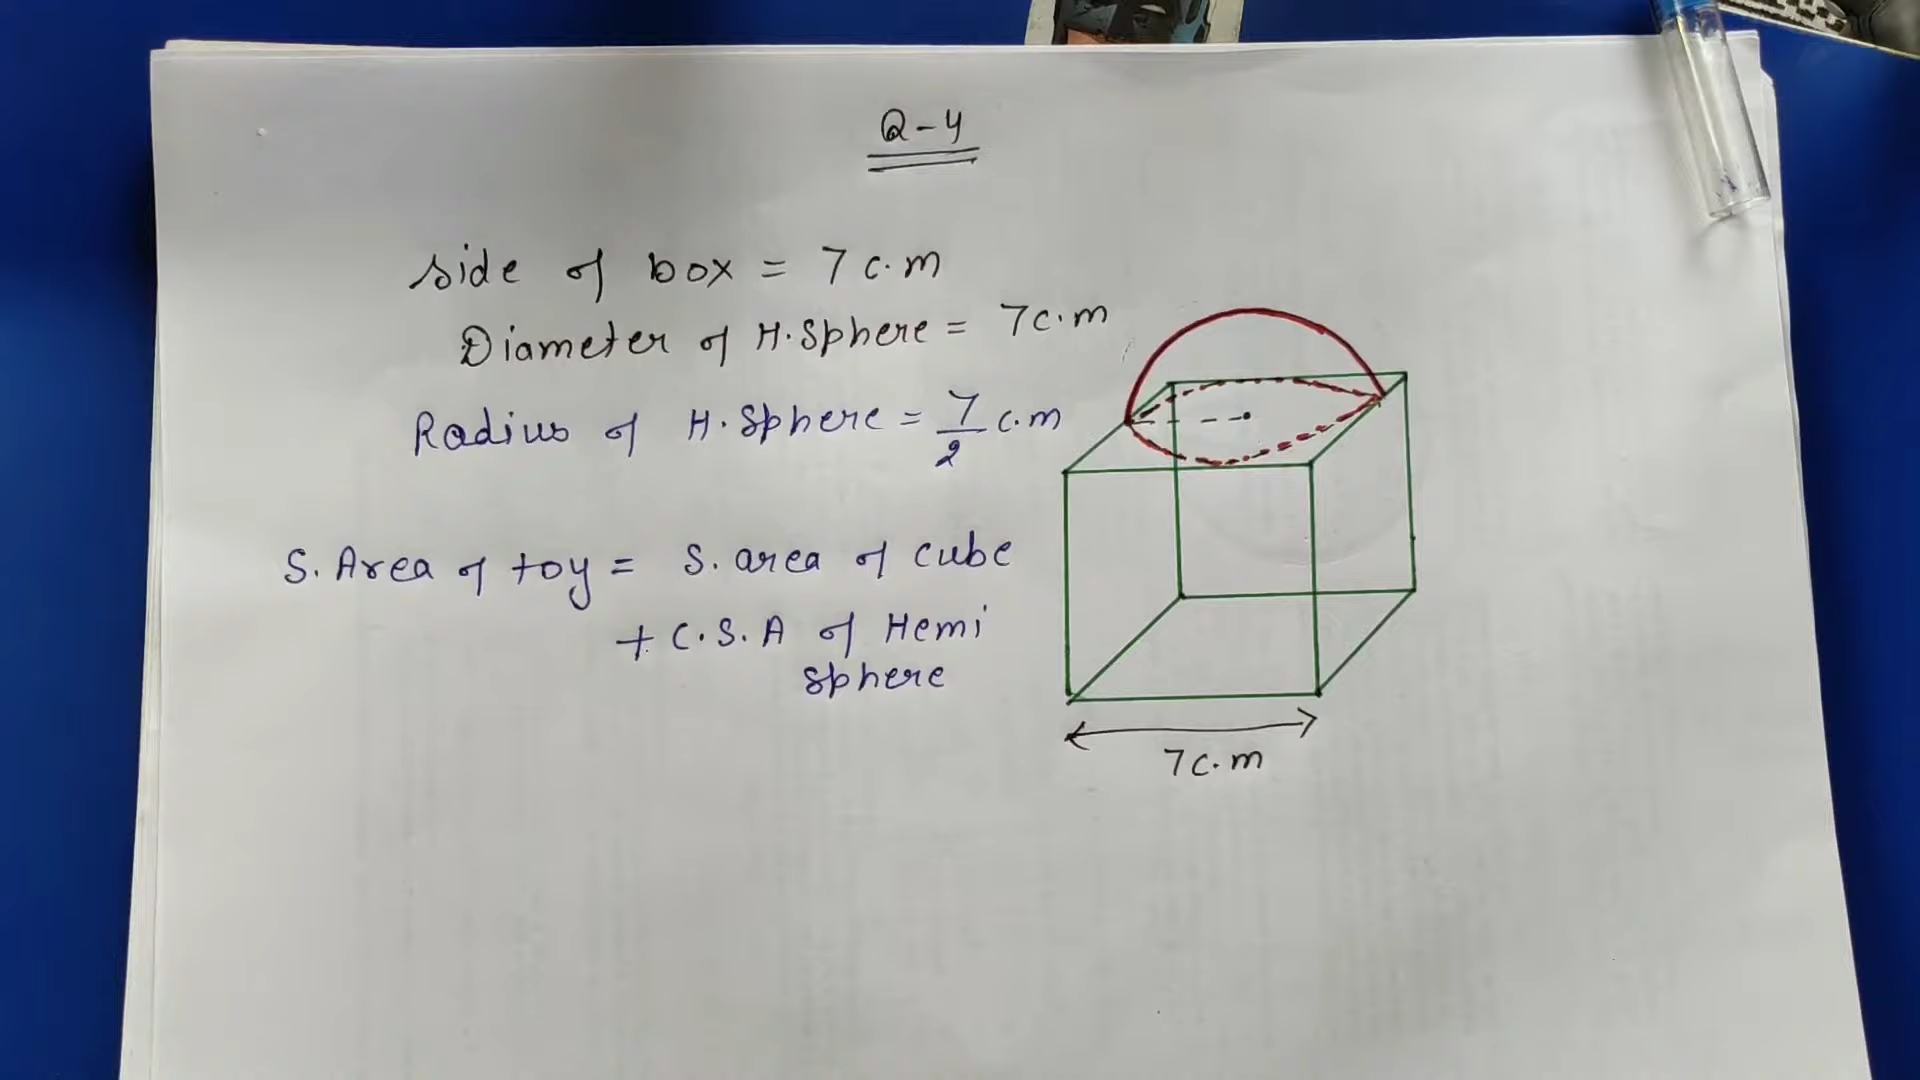 Q-4
side of box = 7 c.m
Diameter of H.Sphere = 7c.m
Radius of H.Sphere = 7/2 c.m
S. Area of toy = S. area of cube
+ C.S.A of Hemi
sphere
7c.m